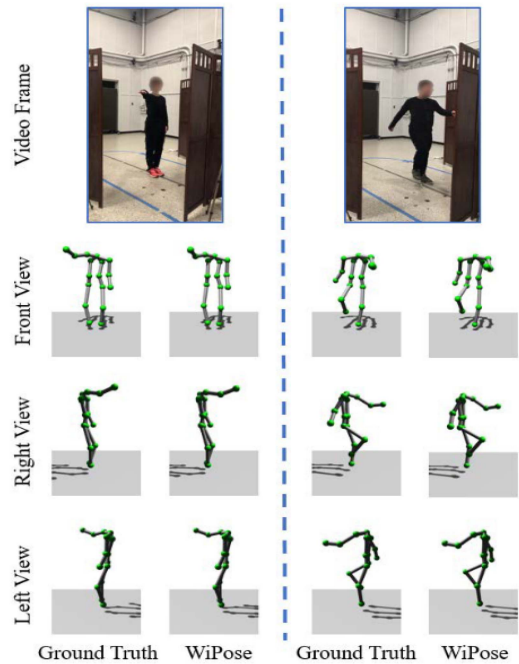 Video Frame
Front View
Right View
Left View
Ground Truth WiPose Ground Truth WiPose